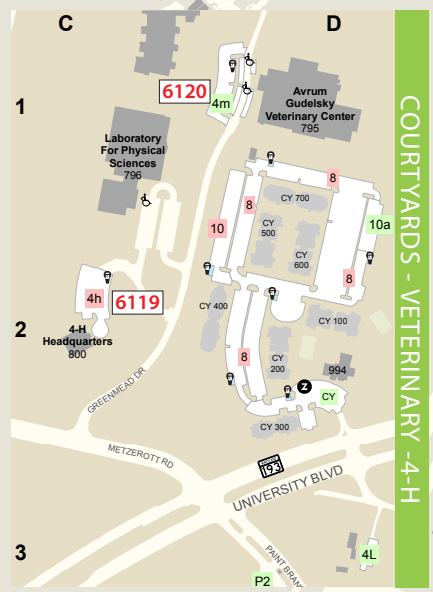 C
D
1
6120
4m
Avrum
Gudelsky
Veterinary Center
795
Laboratory
For Physical
Sciences
796
8
CY 700
8
10
CY
500
CY
600
10a
8
4h
6119
CY 400
CY 100
2
4-H
Headquarters
800
8
CY
200
994
Z
CY
GREENMEAD DR
CY 300
METZEROTT RD
193
UNIVERSITY BLVD
3
PAINT BRAN
4L
P2
COURTYARDS - VETERINARY -4-H